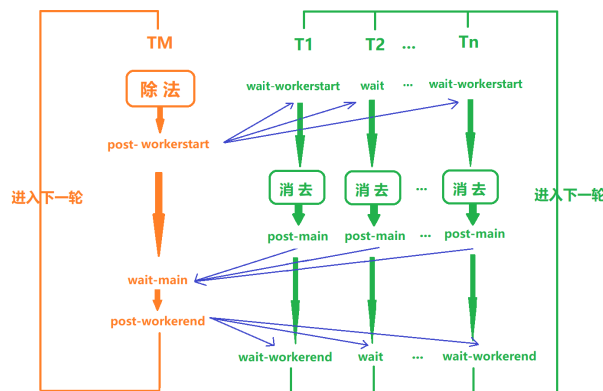 TM T1 T2 ... Tn
除 法
wait-workerstart wait ... wait-workerstart
post- workerstart
进入下一轮 消 去 消 去 ... 消 去 进入下一轮
post-main post-main ... post-main
wait-main
post-workerend
wait-workerend wait ... wait-workerend